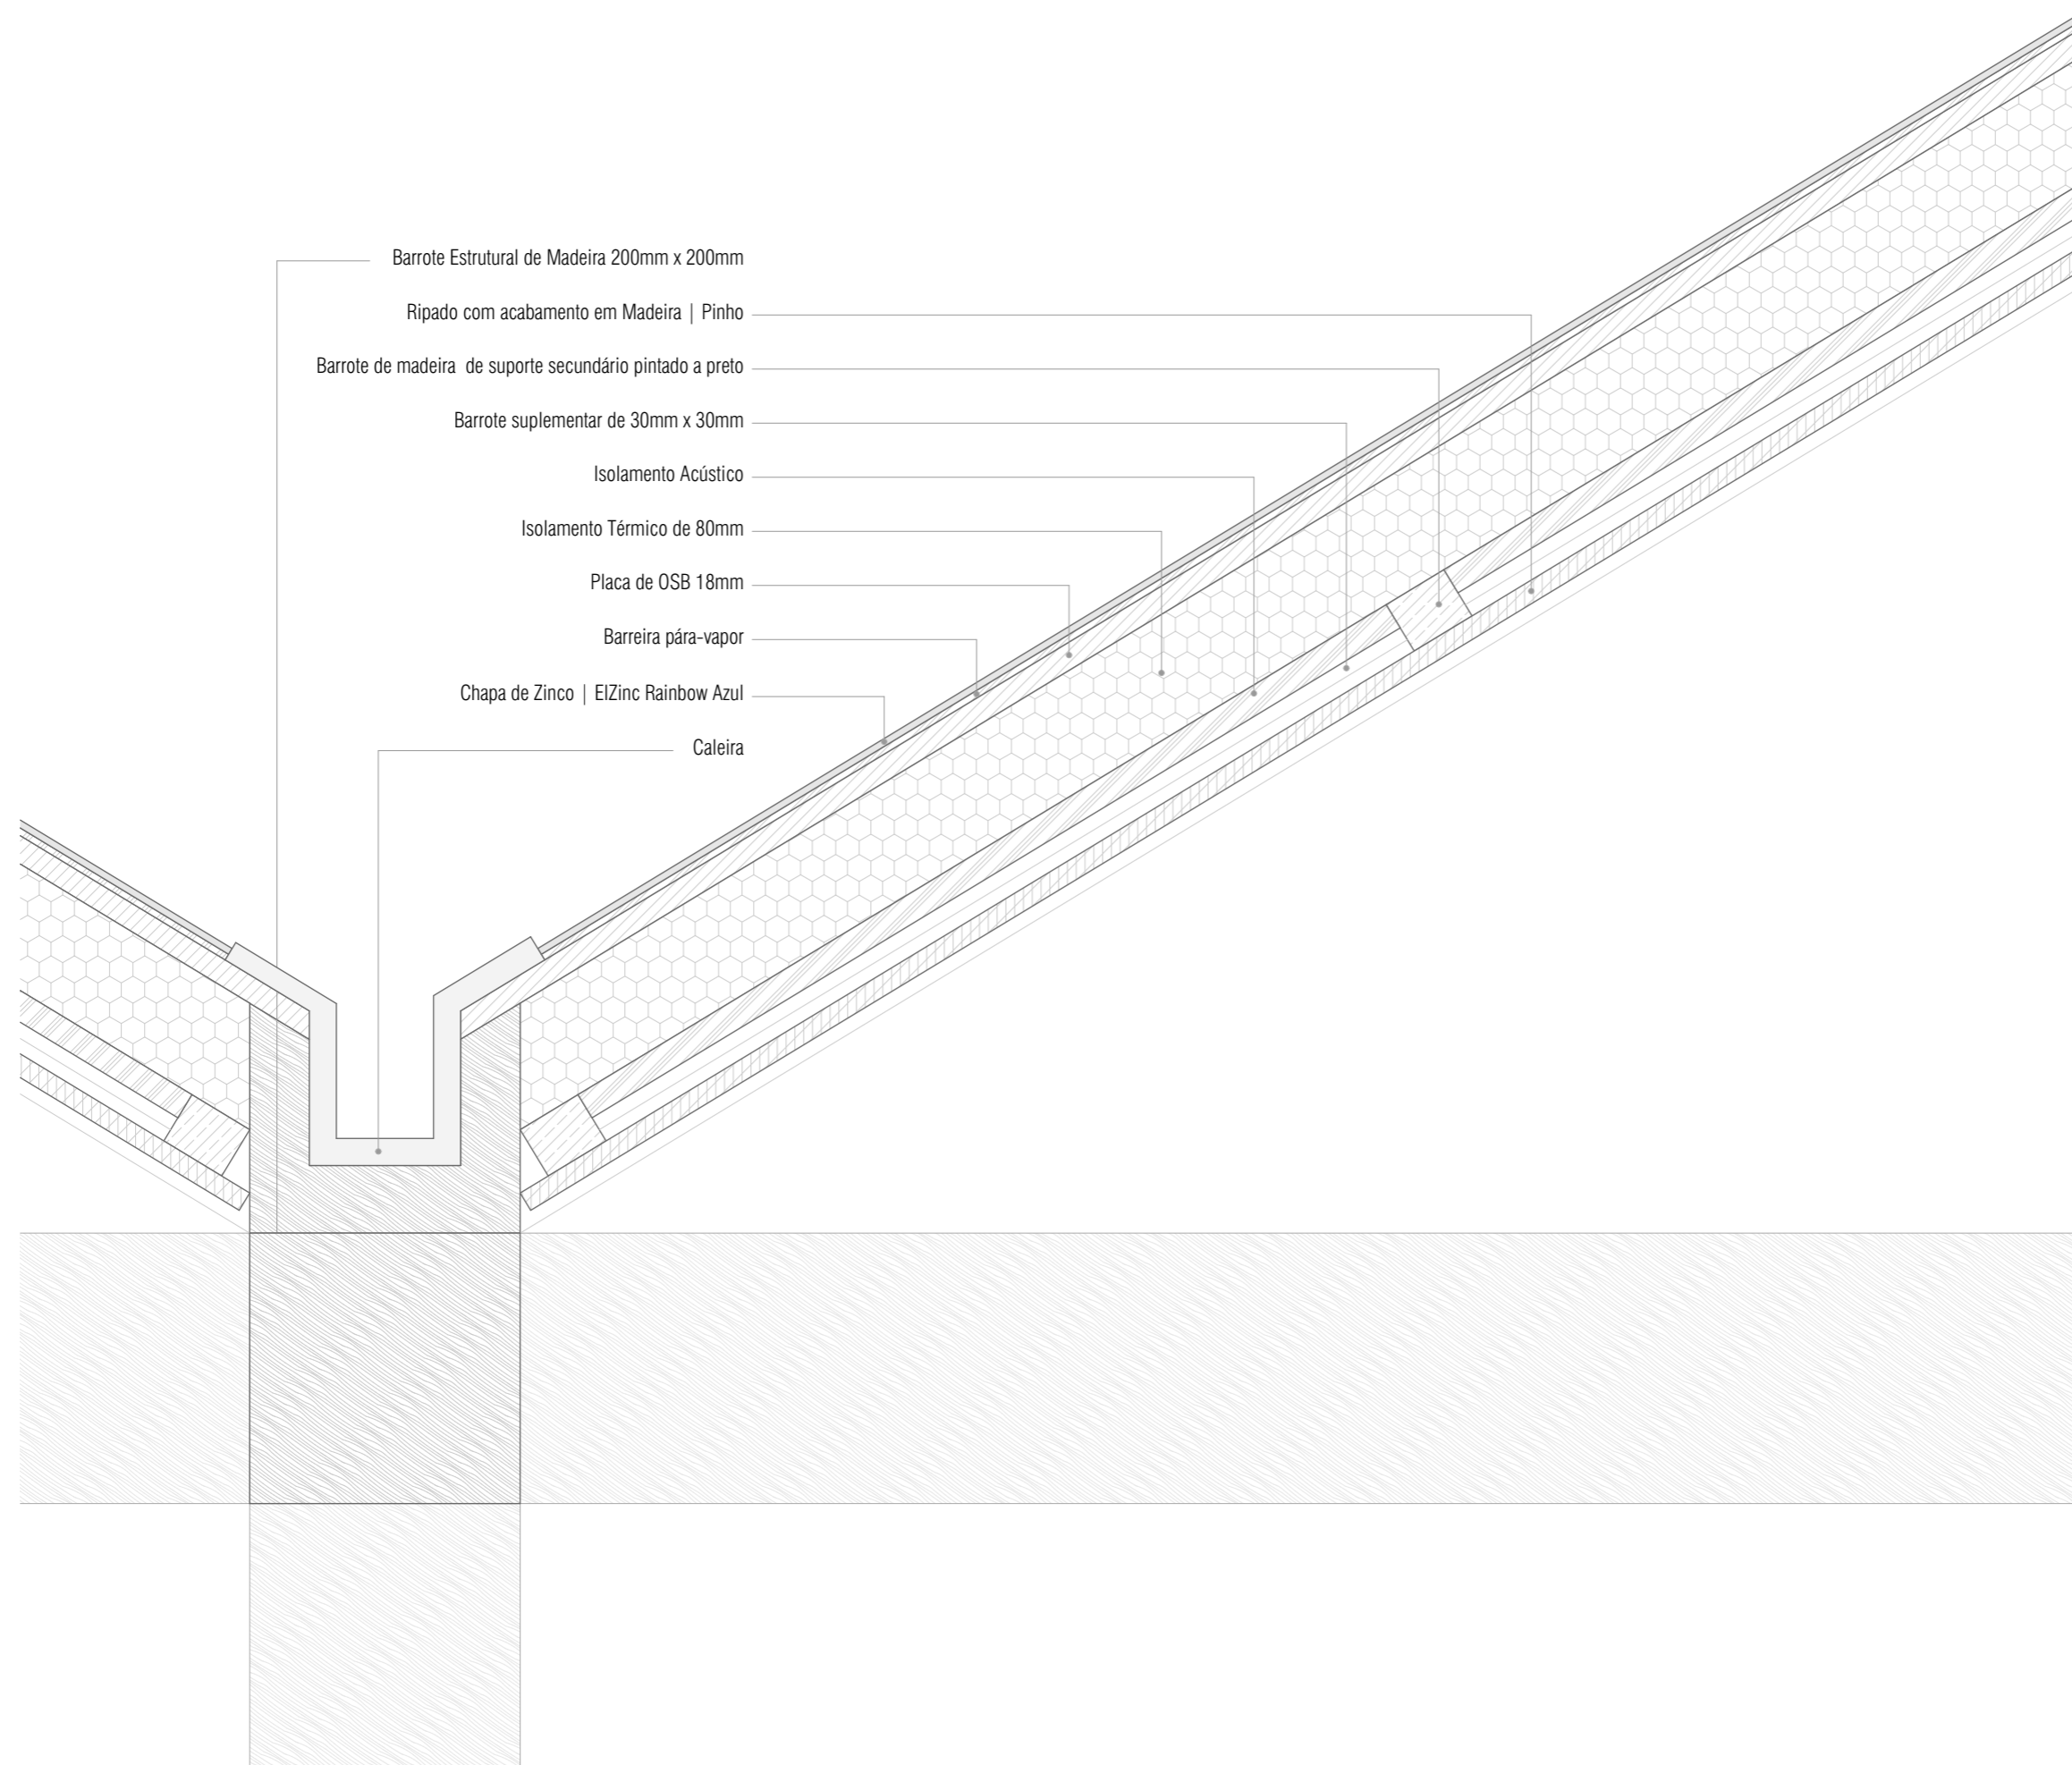 Barrote Estrutural de Madeira 200mm x 200mm
Ripado com acabamento em Madeira | Pinho
Barrote de madeira  de suporte secundário pintado a preto
Barrote suplementar de 30mm x 30mm
Isolamento Acústico
Isolamento Térmico de 80mm
Placa de OSB 18mm
Barreira pára-vapor
Chapa de Zinco | ElZinc Rainbow Azul
Caleira